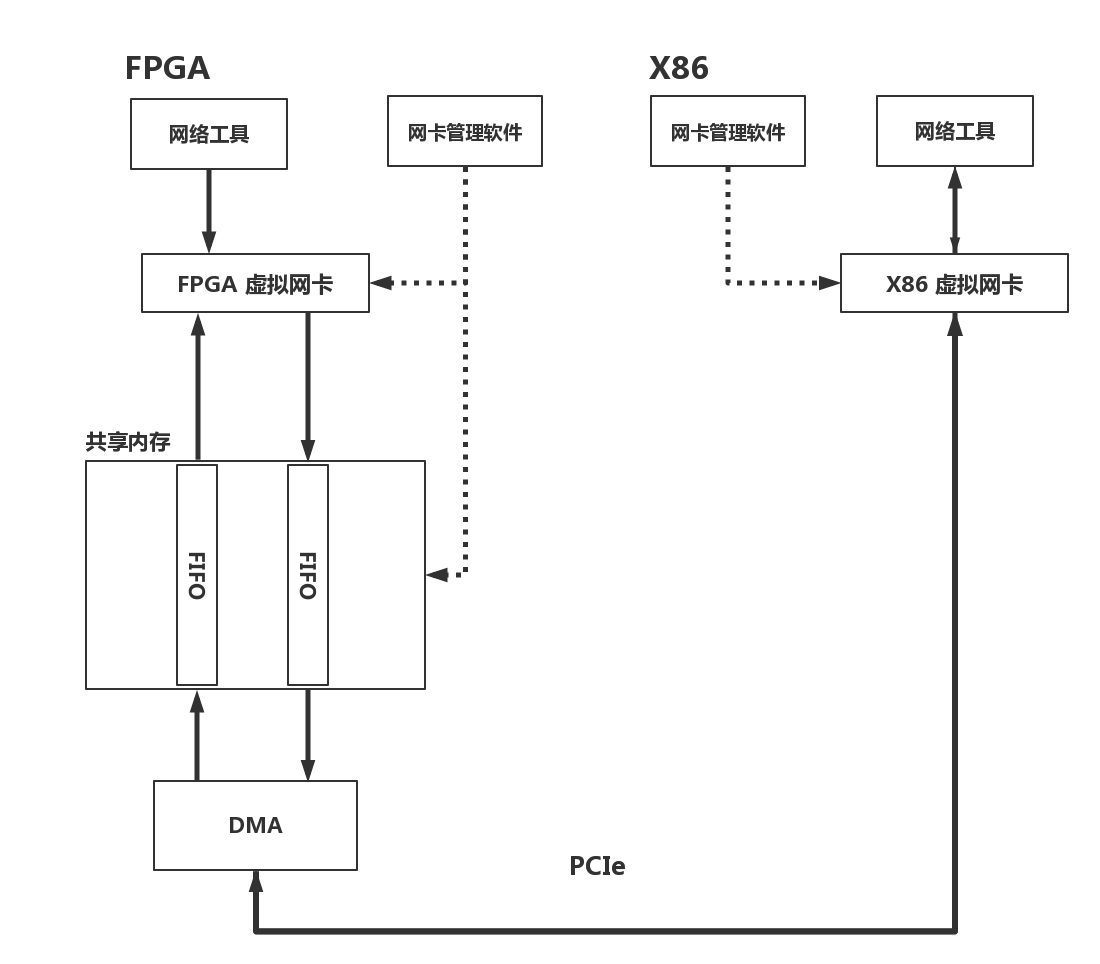 FPGA
X86
网络工具
网卡管理软件
网卡管理软件
网络工具
FPGA 虚拟网卡
X86 虚拟网卡
共享内存
FIFO
FIFO
DMA
PCIe